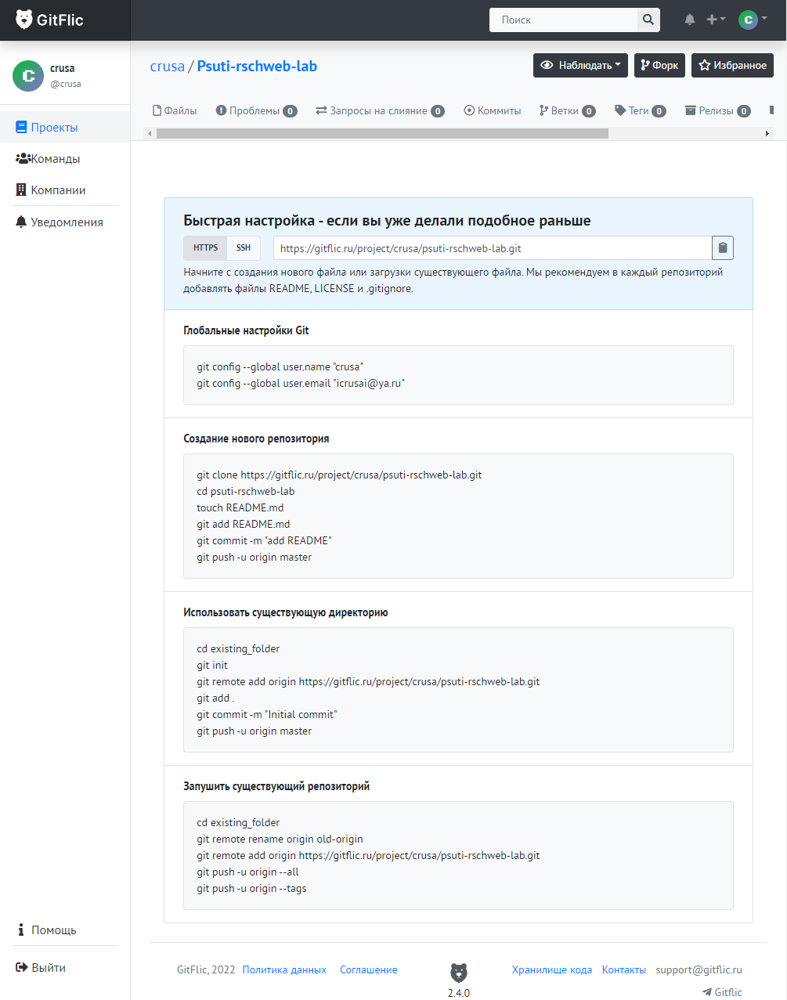 GitFlic
Поиск
crusa
@crusa
Проекты
Команды
Компании
Уведомления
crusa / Psuti-rschweb-lab
Наблюдать
Форк
Избранное
Файлы
Проблемы 0
Запросы на слияние 0
Коммиты
Ветки 0
Теги 0
Релизы 0
Быстрая настройка - если вы уже делали подобное раньше
HTTPS SSH https://gitflic.ru/project/crusa/psuti-rschweb-lab.git
Начните с создания нового файла или загрузки существующего файла. Мы рекомендуем в каждый репозиторий
добавлять файлы README, LICENSE и .gitignore.
Глобальные настройки Git
git config --global user.name "crusa"
git config --global user.email "icrusai@ya.ru"
Создание нового репозитория
git clone https://gitflic.ru/project/crusa/psuti-rschweb-lab.git
cd psuti-rschweb-lab
touch README.md
git add README.md
git commit -m "add README"
git push -u origin master
Использовать существующую директорию
cd existing_folder
git init
git remote add origin https://gitflic.ru/project/crusa/psuti-rschweb-lab.git
git add .
git commit -m "Initial commit"
git push -u origin master
Запушить существующий репозиторий
cd existing_folder
git remote rename origin old-origin
git remote add origin https://gitflic.ru/project/crusa/psuti-rschweb-lab.git
git push -u origin --all
git push -u origin --tags
Помощь
Выйти
GitFlic, 2022 Политика данных Соглашение
2.4.0
Хранилище кода Контакты support@gitflic.ru
Gitflic